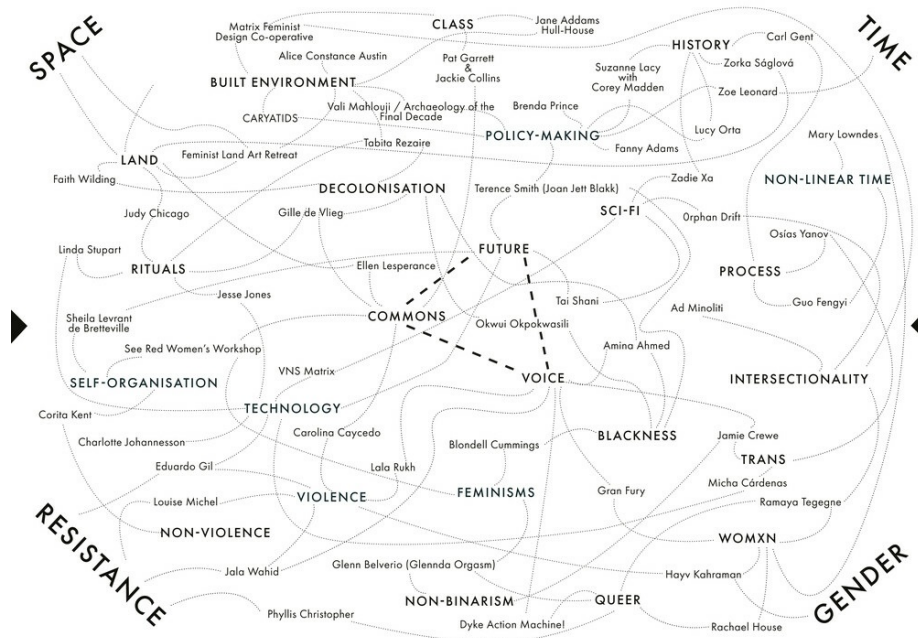 SPACE
CLASS
TIME
Matrix Feminist
Design Co-operative
Jane Addams
Hull-House
Carl Gent
HISTORY
Alice Constance Austin
Pat Garrett
&
Jackie Collins
Suzanne Lacy
with
Corey Madden
Zorka Ságlová
BUILT ENVIRONMENT
Zoe Leonard
Vali Mahlouji / Archaeology of the
Final Decade
Brenda Prince
CARYATIDS
POLICY-MAKING
Lucy Orta
Mary Lowndes
Tabita Rezaire
Fanny Adams
Feminist Land Art Retreat
LAND
Faith Wilding
Zadie Xa
NON-LINEAR TIME
DECOLONISATION
Terence Smith (Joan Jett Blakk)
Judy Chicago
Gille de Vlieg
SCI-FI
0rphan Drift
Osías Yanov
Linda Stupart
FUTURE
RITUALS
Ellen Lesperance
PROCESS
Jesse Jones
Tai Shani
Guo Fengyi
Ad Minoliti
Sheila Levrant
de Bretteville
COMMONS
Okwui Okpokwasili
See Red Women's Workshop
Amina Ahmed
VNS Matrix
SELF-ORGANISATION
VOICE
INTERSECTIONALITY
TECHNOLOGY
Corita Kent
Carolina Caycedo
Charlotte Johannesson
Blondell Cummings
BLACKNESS
Jamie Crewe
TRANS
Eduardo Gil
Lala Rukh
Micha Cárdenas
Louise Michel
VIOLENCE
FEMINISMS
Gran Fury
Ramaya Tegegne
RESISTANCE
NON-VIOLENCE
WOMXN
Jala Wahid
Glenn Belverio (Glennda Orgasm)
Hayv Kahraman
GENDER
NON-BINARISM
QUEER
Phyllis Christopher
Dyke Action Machine!
Rachael House